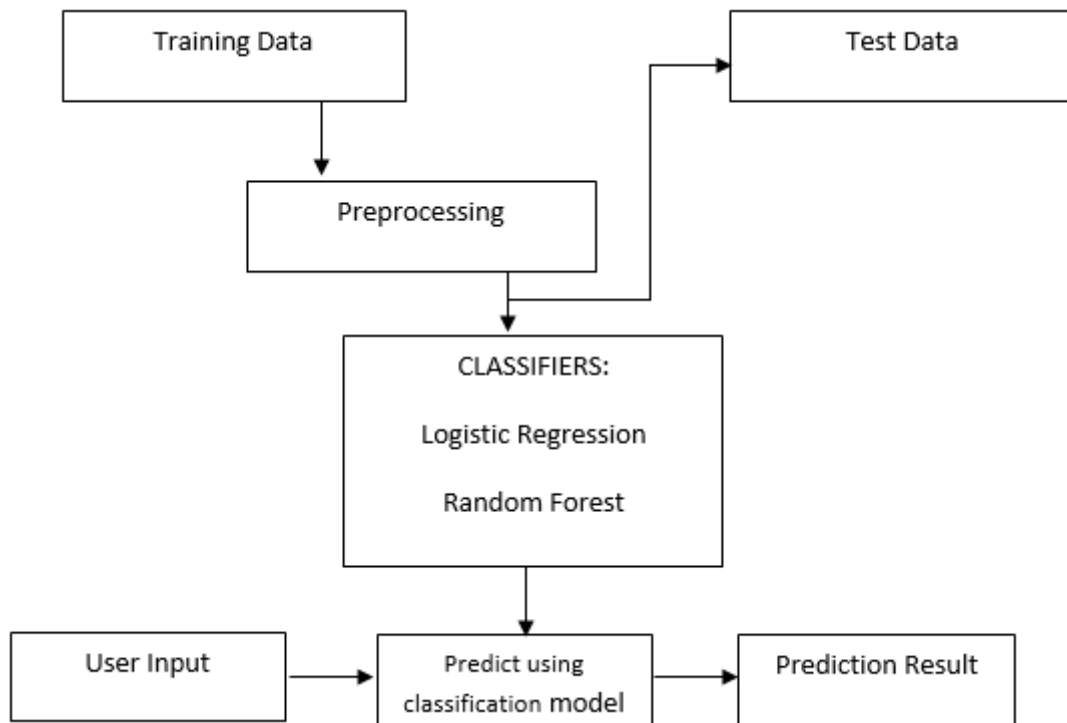 Training Data
Test Data
Preprocessing
CLASSIFIERS:
Logistic Regression
Random Forest
User Input
Predict using
classification model
Prediction Result